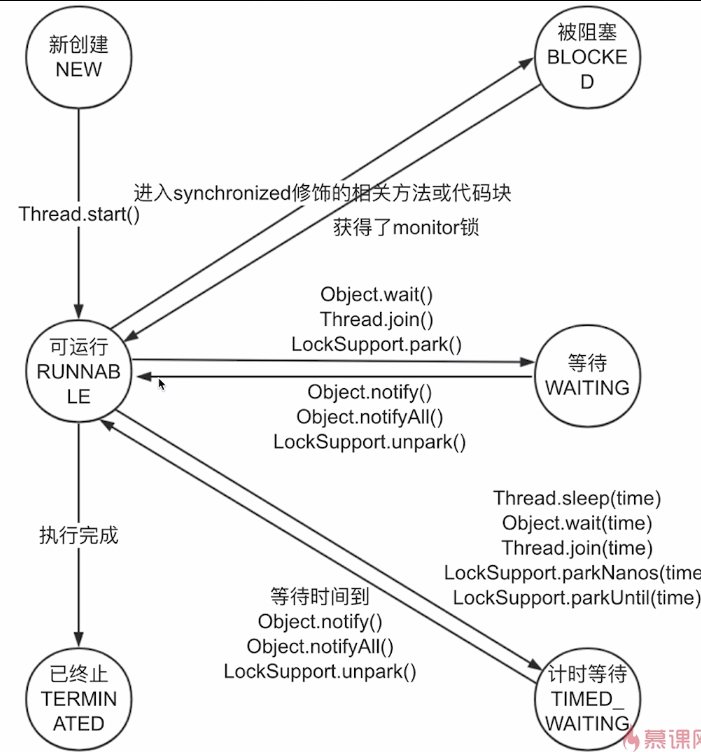 新创建
NEW
被阻塞
BLOCKE
D
进入synchronized修饰的相关方法或代码块
Thread.start()
获得了monitor锁
Object.wait()
Thread.join()
LockSupport.park()
可运行
RUNNAB
LE
等待
WAITING
Object.notify()
Object.notifyAll()
LockSupport.unpark()
Thread.sleep(time)
Object.wait(time)
Thread.join(time)
LockSupport.parkNanos(time
LockSupport.parkUntil(time)
执行完成
等待时间到
Object.notify()
Object.notifyAll()
LockSupport.unpark()
已终止
TERMIN
ATED
计时等待
TIMED_
WAITING
慕课网